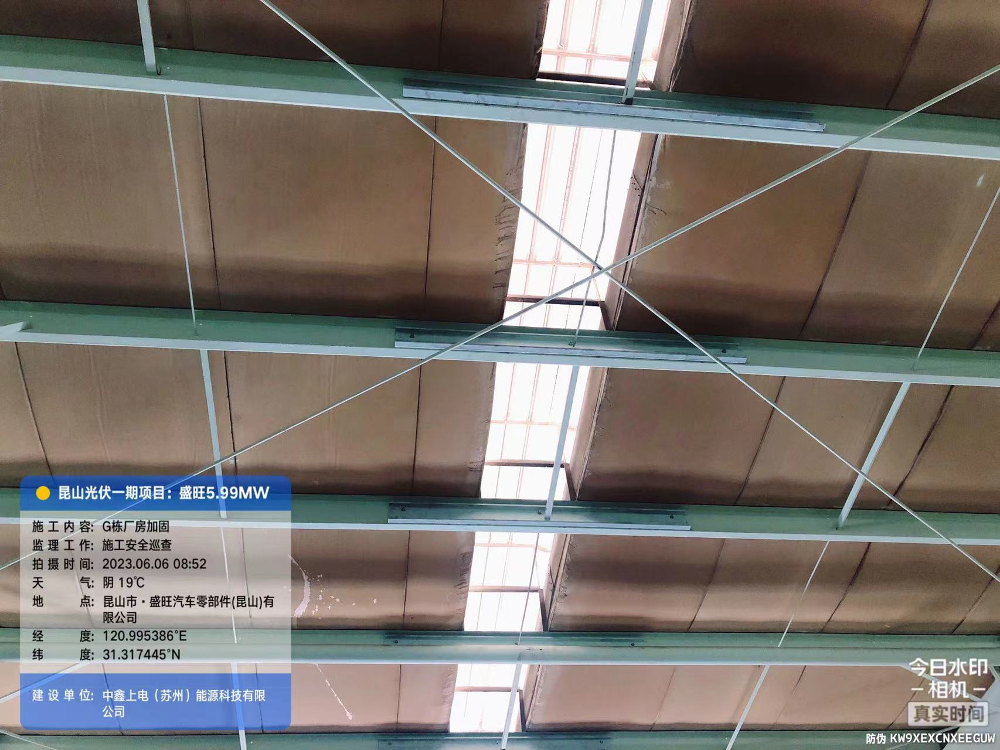 昆山光伏一期项目：盛旺5.99MW
施工内容：G栋厂房加固
监理工作：施工安全巡查
拍摄时间：2023.06.06 08:52
天气：阴 19℃
地点：昆山市·盛旺汽车零部件(昆山)有
限公司
经度：120.995386°E
纬度：31.317445°N
建设单位：中鑫上电（苏州）能源科技有限
公司
今日水印
相机
真实时间
防伪 KW9XEXCNXEEGUW